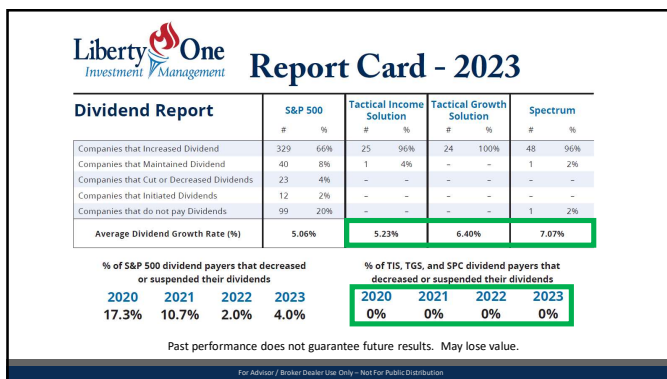 Liberty One
Investment Management
Report Card - 2023
Dividend Report
S&P 500 Tactical Income Solution Tactical Growth Solution Spectrum
# % # % # % # %
Companies that Increased Dividend 329 66% 25 96% 24 100% 48 96%
Companies that Maintained Dividend 40 8% 1 4% – – 1 2%
Companies that Cut or Decreased Dividends 23 4% – – – – – –
Companies that Initiated Dividends 12 2% – – – – – –
Companies that do not pay Dividends 99 20% – – – – 1 2%
Average Dividend Growth Rate (%) 5.06% 5.23% 6.40% 7.07%
% of S&P 500 dividend payers that decreased
or suspended their dividends
2020 2021 2022 2023
17.3% 10.7% 2.0% 4.0%
% of TIS, TGS, and SPC dividend payers that
decreased or suspended their dividends
2020 2021 2022 2023
0% 0% 0% 0%
Past performance does not guarantee future results. May lose value.
For Advisor / Broker Dealer Use Only – Not For Public Distribution